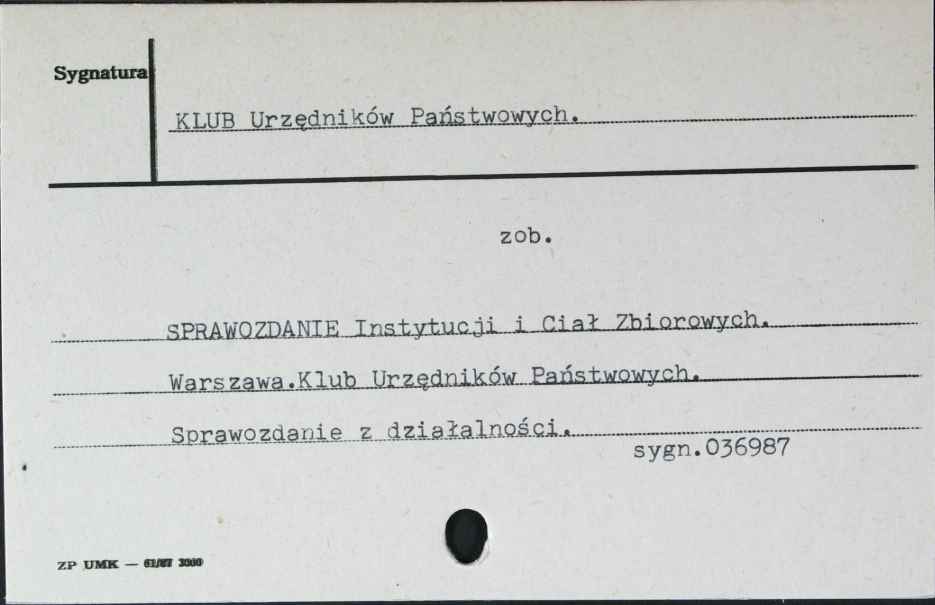 Sygnatura
KLUB Urzędników Państwowych.
zob.
SPRAWOZDANIE Instytucji i Ciał Zbiorowych.
Warszawa.Klub Urzędników Państwowych.
Sprawozdanie z działalności.
sygn.036987
ZP UMK — 61/87 3000